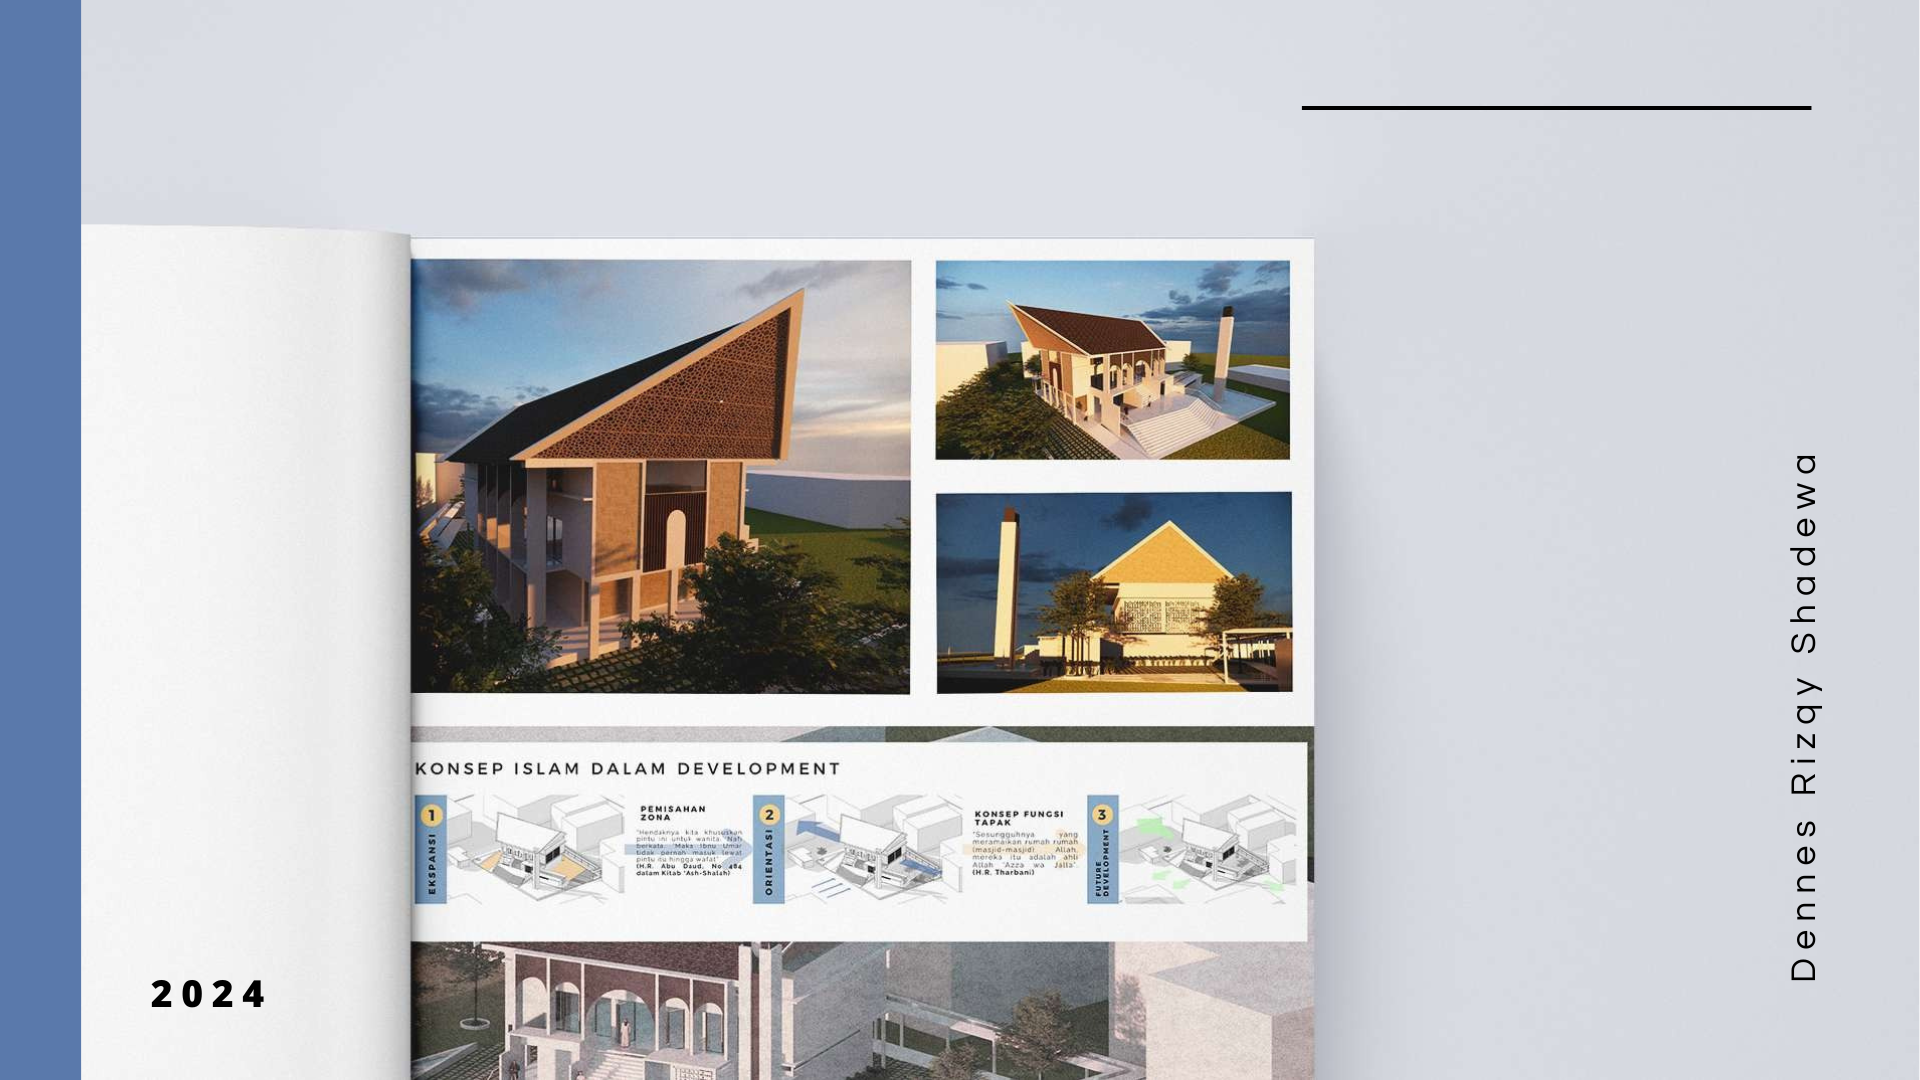 KONSEP ISLAM DALAM DEVELOPMENT
1
EKSPANSI
PEMISAHAN
ZONA
"Hendaknya kita khususkan
pintu ini untuk wanita. "Nafi
berkata, "Maka Ibnu Umar
tidak pernah masuk lewat
pintu itu hingga wafat"
(H.R. Abu Daud, No 484
dalam Kitab "Ash-Shalah)
2
ORIENTASI
KONSEP FUNGSI
TAPAK
"Sesungguhnya yang
meramaikan rumah rumah
(masjid-masjid) Allah,
mereka itu adalah ahli
Allah 'Azza wa Jalla".
(H.R. Tharbani)
3
FUTURE
DEVELOPMENT
2024
Dennes Rizqy Shadewa